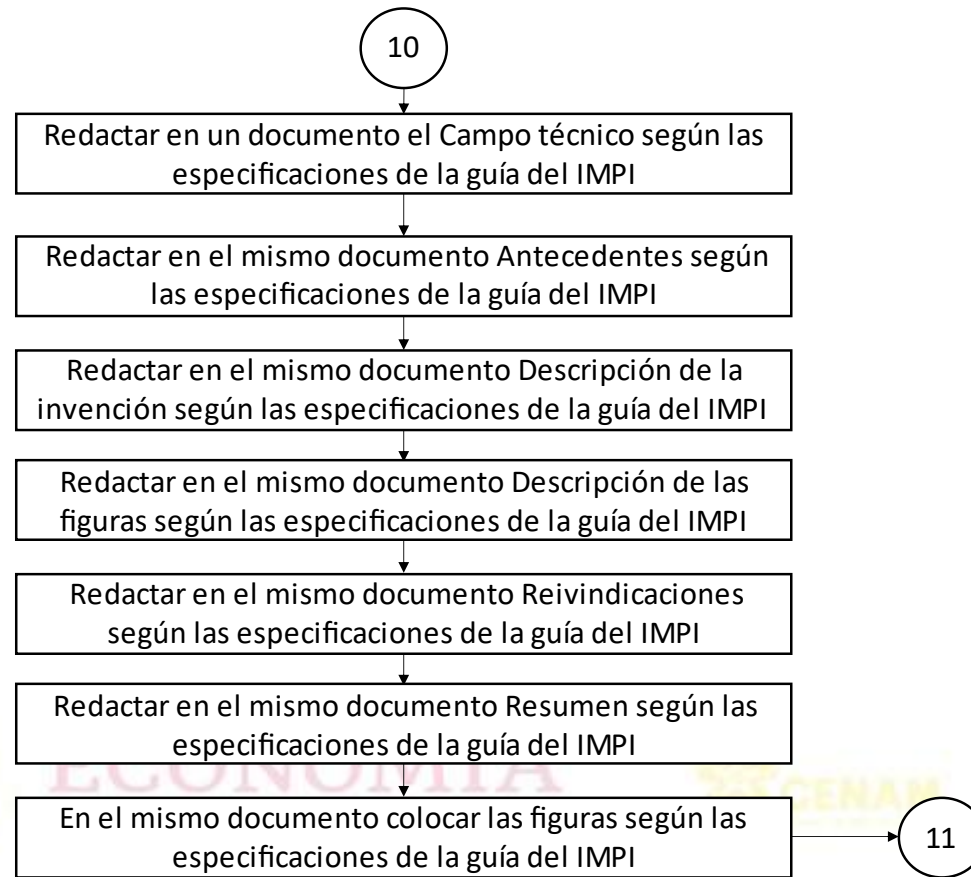 10
Redactar en un documento el Campo técnico según las
especificaciones de la guía del IMPI
Redactar en el mismo documento Antecedentes según
las especificaciones de la guía del IMPI
Redactar en el mismo documento Descripción de la
invención según las especificaciones de la guía del IMPI
Redactar en el mismo documento Descripción de las
figuras según las especificaciones de la guía del IMPI
Redactar en el mismo documento Reivindicaciones
según las especificaciones de la guía del IMPI
Redactar en el mismo documento Resumen según las
especificaciones de la guía del IMPI
ECONOMÍA
CENAM
En el mismo documento colocar las figuras según las
especificaciones de la guía del IMPI
11